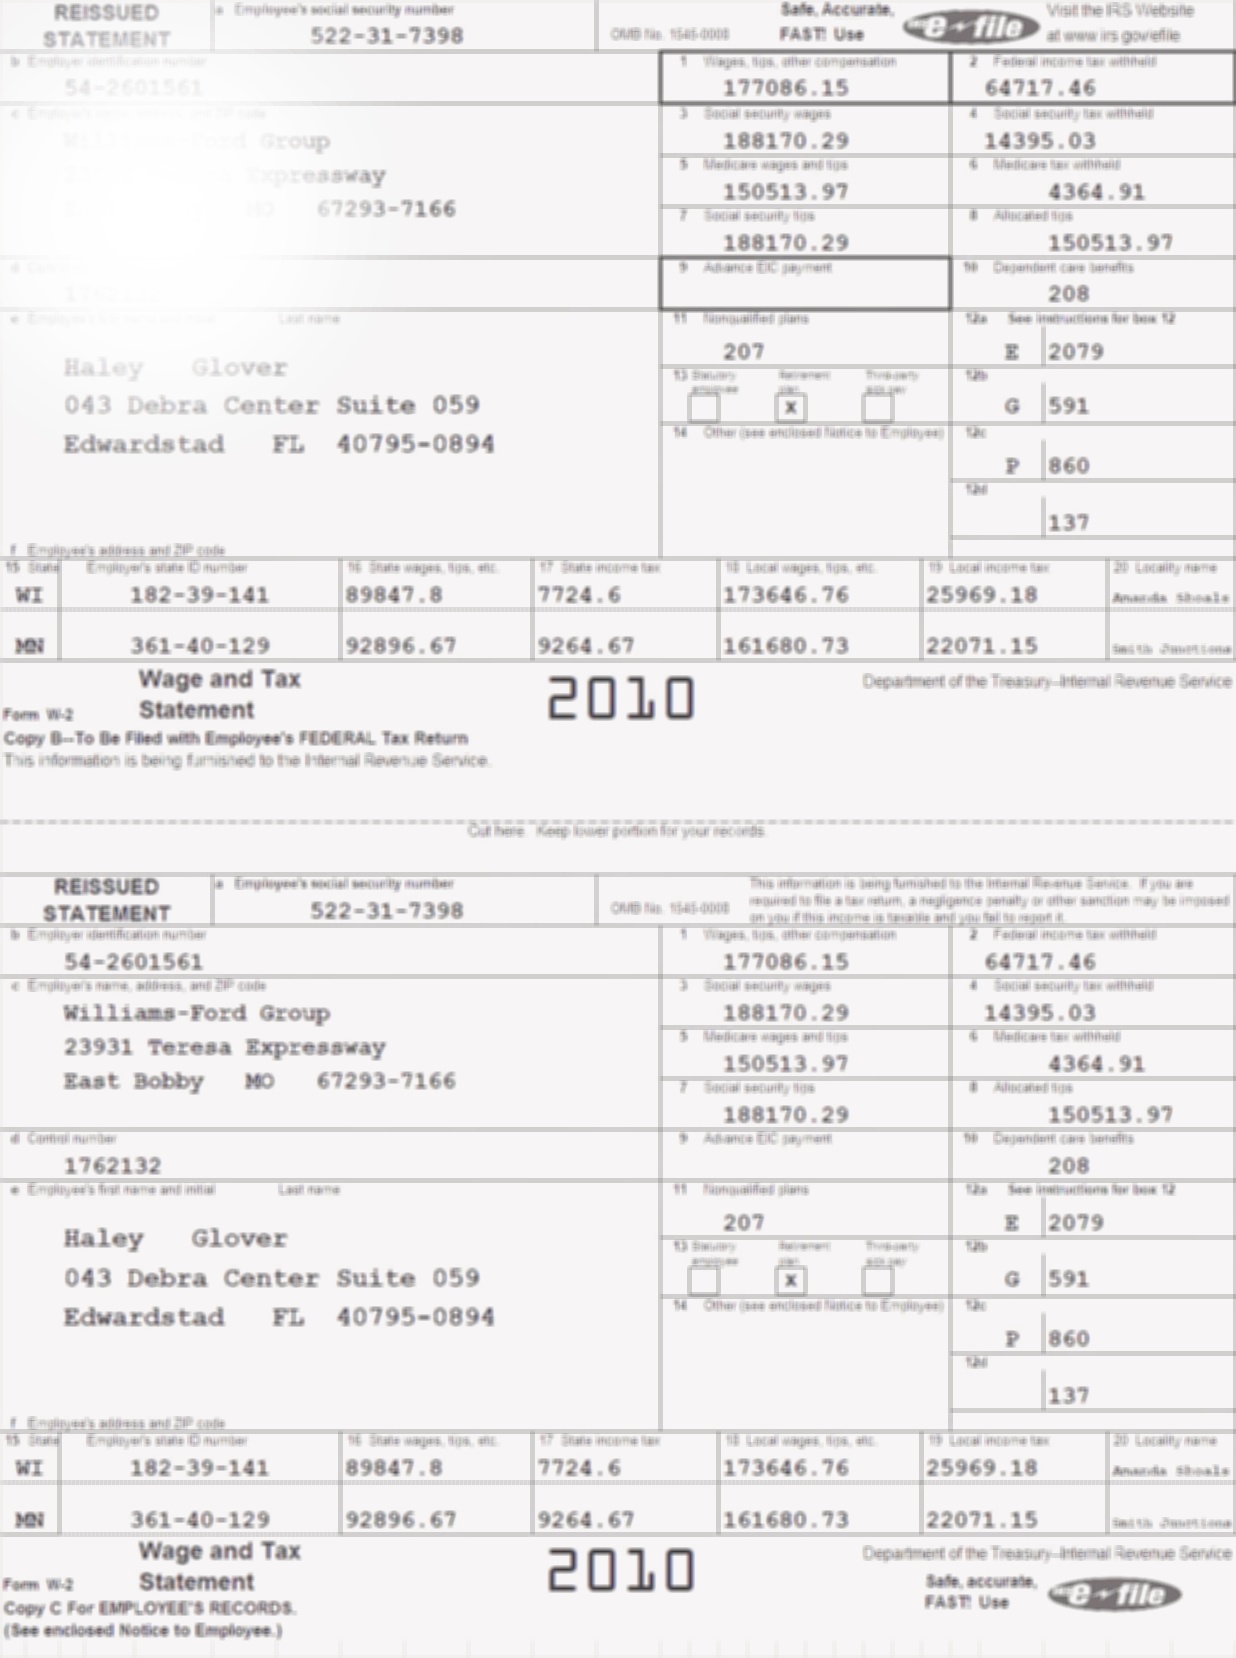 REISSUED STATEMENT
a Employee's social security number
522-31-7398
OMB No. 1545-0008
Safe, Accurate, FAST! Use
e file
Visit the IRS Website at www.irs.gov/efile
b Employer identification number
54-2601561
1 Wages, tips, other compensation
177086.15
2 Federal income tax withheld
64717.46
3 Social security wages
188170.29
4 Social security tax withheld
14395.03
Group
Expressway
MO 67293-7166
5 Medicare wages and tips
150513.97
6 Medicare tax withheld
4364.91
7 Social security tips
188170.29
8 Allocated tips
150513.97
9 Advance EIC payment
10 Dependent care benefits
208
Last name
11 Nonqualified plans
207
12a See instructions for box 12
E 2079
Haley Glover
043 Debra Center Suite 059
Edwardstad FL 40795-0894
13 Statutory employee
Retirement plan
Third-party sick pay
X
12b
G 591
14 Other (see enclosed Notice to Employee)
12c
P 860
12d
137
f Employee's address and ZIP code
15 State Employer's state ID number 16 State wages, tips, etc. 17 State income tax 18 Local wages, tips, etc. 19 Local income tax 20 Locality name
WI 182-39-141 89847.8 7724.6 173646.76 25969.18 Amanda Shoals
MN 361-40-129 92896.67 9264.67 161680.73 22071.15 Smith Junctions
Wage and Tax
Form W-2 Statement
2010
Department of the Treasury--Internal Revenue Service
Copy B--To Be Filed with Employee's FEDERAL Tax Return
This information is being furnished to the Internal Revenue Service.
Cut here Keep lower portion for your records
REISSUED STATEMENT
a Employee's social security number
522-31-7398
OMB No. 1545-0008
This information is being furnished to the Internal Revenue Service. If you are
required to file a tax return, a negligence penalty or other sanction may be imposed
on you if this income is taxable and you fail to report it.
b Employer identification number
54-2601561
1 Wages, tips, other compensation
177086.15
2 Federal income tax withheld
64717.46
c Employer's name, address, and ZIP code
Williams-Ford Group
23931 Teresa Expressway
East Bobby MO 67293-7166
3 Social security wages
188170.29
4 Social security tax withheld
14395.03
5 Medicare wages and tips
150513.97
6 Medicare tax withheld
4364.91
7 Social security tips
188170.29
8 Allocated tips
150513.97
d Control number
1762132
9 Advance EIC payment
10 Dependent care benefits
208
e Employee's first name and initial Last name
Haley Glover
043 Debra Center Suite 059
Edwardstad FL 40795-0894
11 Nonqualified plans
207
12a See instructions for box 12
E 2079
13 Statutory employee
Retirement plan
Third-party sick pay
X
12b
G 591
14 Other (see enclosed Notice to Employee)
12c
P 860
12d
137
f Employee's address and ZIP code
15 State Employer's state ID number 16 State wages, tips, etc. 17 State income tax 18 Local wages, tips, etc. 19 Local income tax 20 Locality name
WI 182-39-141 89847.8 7724.6 173646.76 25969.18 Amanda Shoals
MN 361-40-129 92896.67 9264.67 161680.73 22071.15 Smith Junctions
Wage and Tax
Form W-2 Statement
2010
Department of the Treasury--Internal Revenue Service
Copy C For EMPLOYEE'S RECORDS.
(See enclosed Notice to Employee.)
Safe, accurate,
FAST! Use
e file